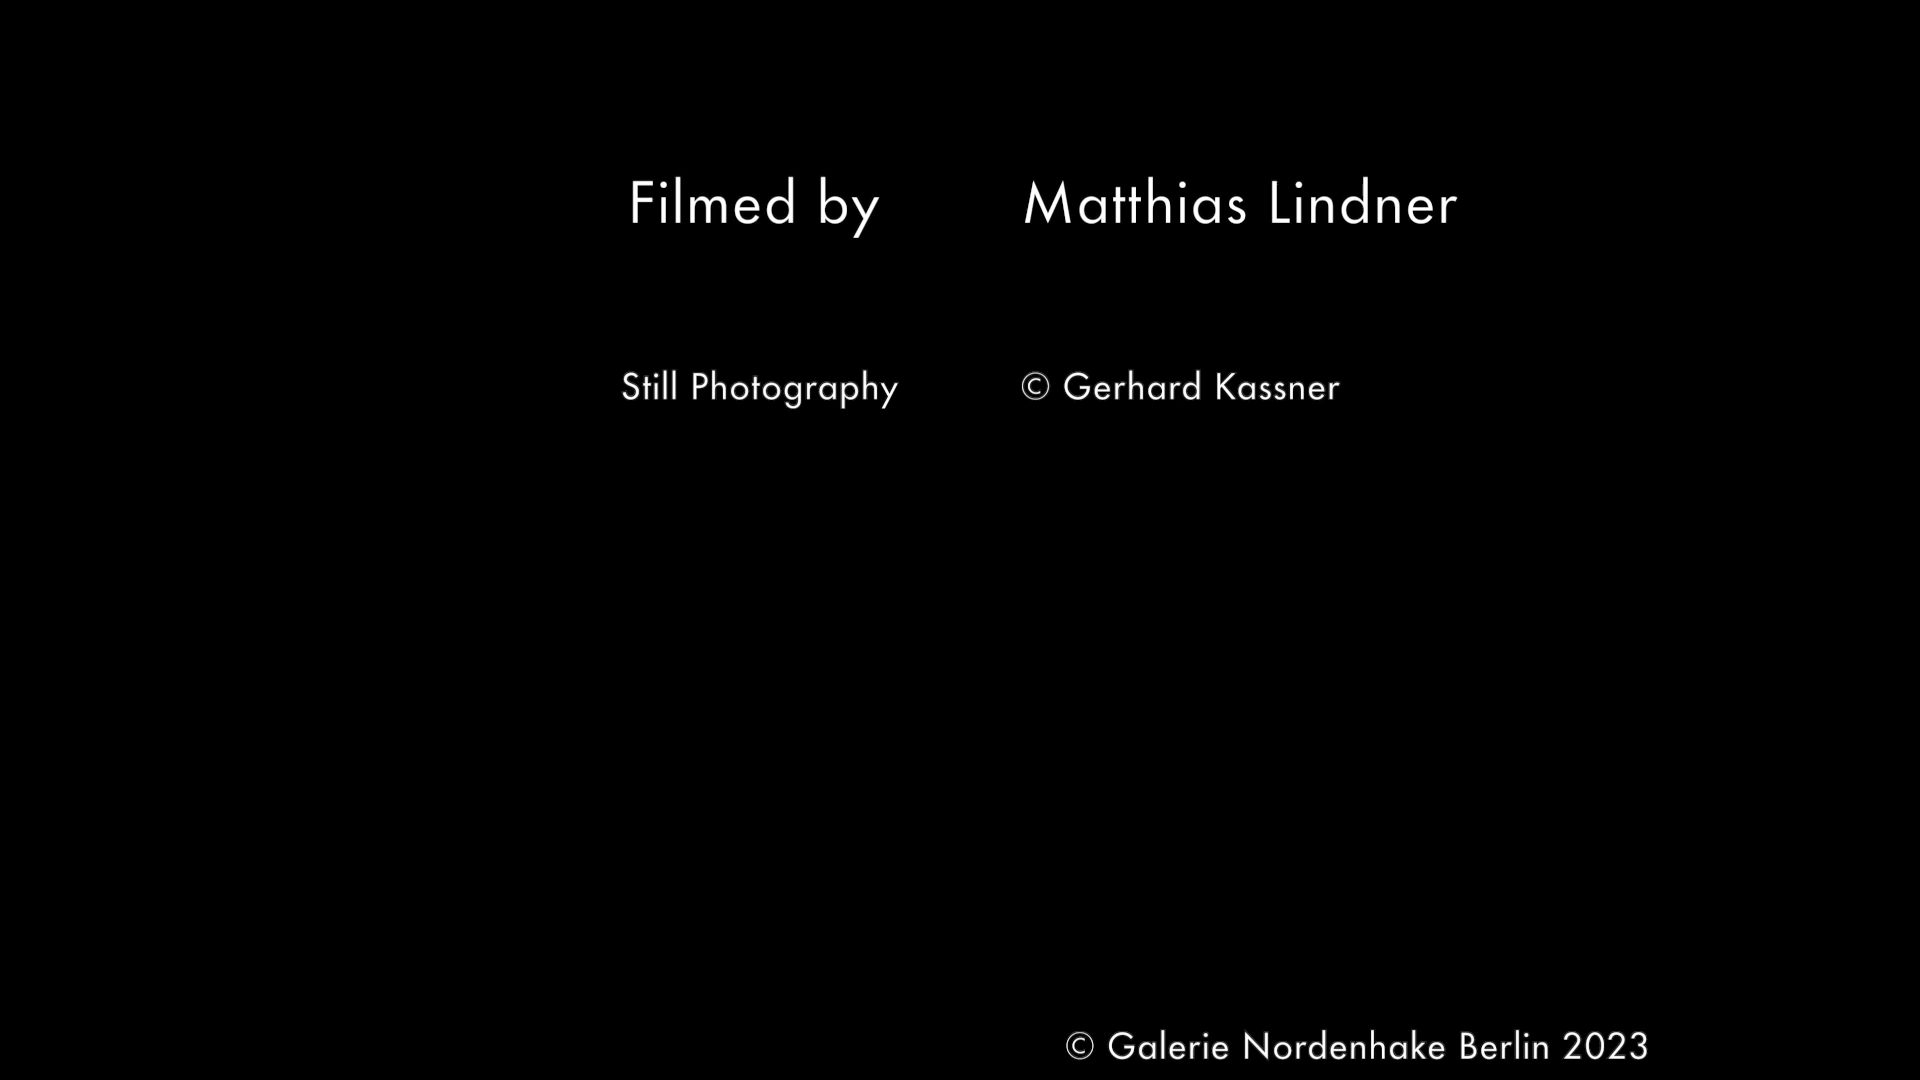 Filmed by Matthias Lindner
Still Photography © Gerhard Kassner
© Galerie Nordenhake Berlin 2023